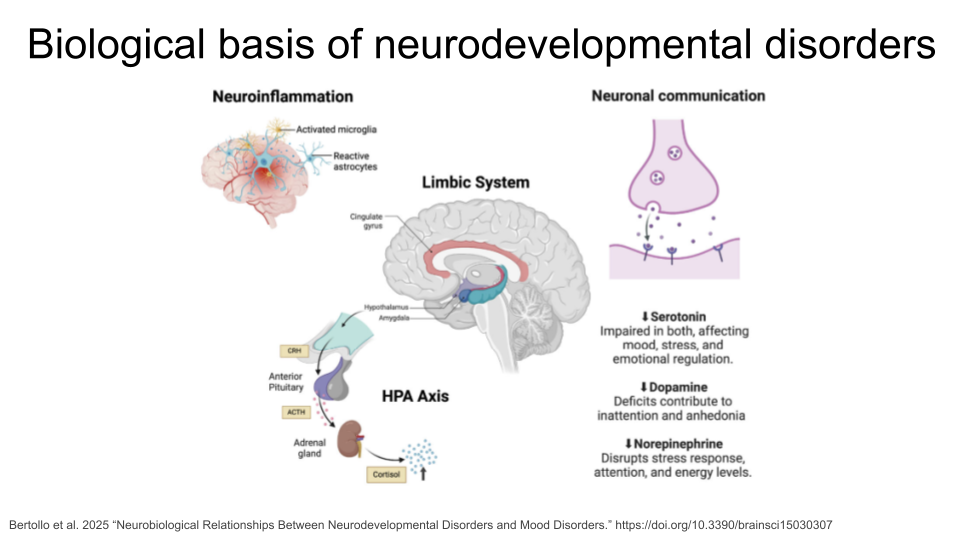 Biological basis of neurodevelopmental disorders
Neuroinflammation
Activated microglia
Reactive
astrocytes
Limbic System
Cingulate
gyrus
Hypothalamus
Amygdala
HPA Axis
CRH
Anterior
Pituitary
ACTH
Adrenal
gland
Cortisol
Neuronal communication
⬇Serotonin
Impaired in both, affecting
mood, stress, and
emotional regulation.
⬇Dopamine
Deficits contribute to
inattention and anhedonia
⬇Norepinephrine
Disrupts stress response,
attention, and energy levels.
Bertollo et al. 2025 “Neurobiological Relationships Between Neurodevelopmental Disorders and Mood Disorders.” https://doi.org/10.3390/brainsci15030307